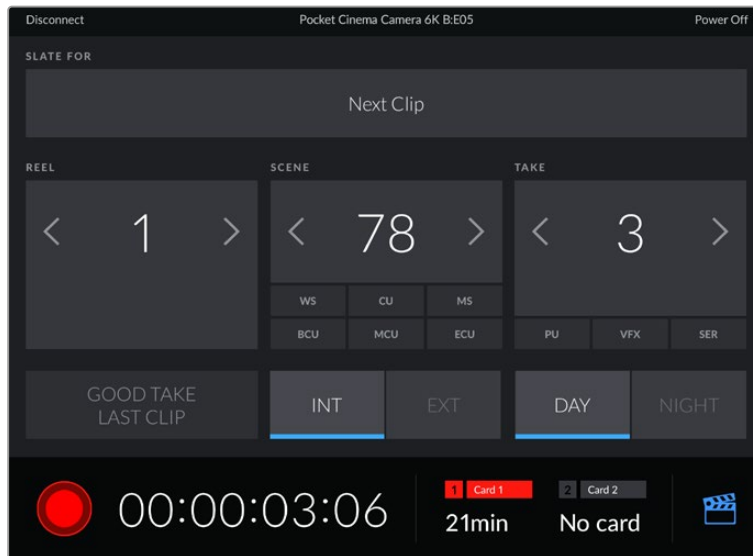 Disconnect Pocket Cinema Camera 6K B:E05 Power Off
SLATE FOR
Next Clip
REEL SCENE TAKE
< 1 > < 78 > < 3 >
WS CU MS
BCU MCU ECU PU VFX SER
GOOD TAKE
LAST CLIP
INT EXT DAY NIGHT
00:00:03:06
1 Card 1 2 Card 2
21min No card